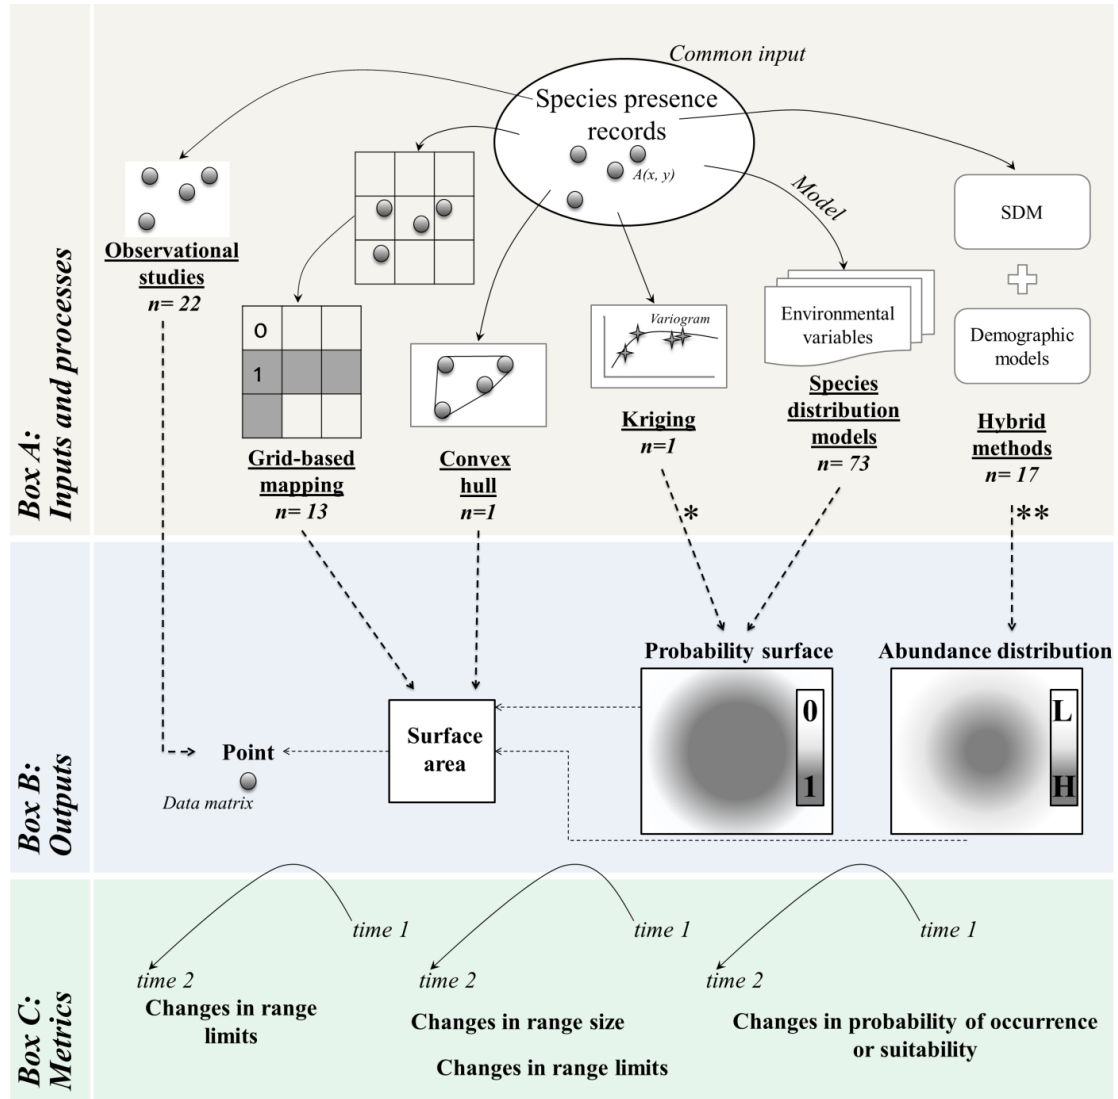 Box A:
Inputs and processes
Common input
Species presence
records
A(x, y)
Model
SDM
Observational
studies
n= 22
0
1
Variogram
Environmental
variables
Demographic
models
Grid-based
mapping
n= 13
Convex
hull
n=1
Kriging
n=1
Species
distribution
models
n= 73
Hybrid
methods
n= 17
*
**
Box B:
Outputs
Point
Data matrix
Surface
area
Probability surface
0
1
Abundance distribution
L
H
Box C:
Metrics
time 1
time 2
Changes in range
limits
time 1
time 2
Changes in range size
Changes in range limits
time 1
time 2
Changes in probability of occurrence
or suitability